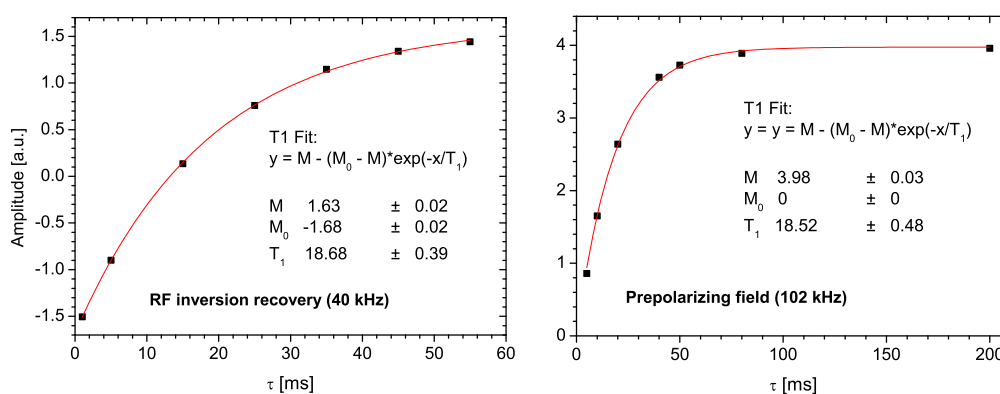 1.5
1.0
0.5
0.0
-0.5
-1.0
-1.5
Amplitude [a.u.]
T1 Fit:
y = M - (M0 - M)*exp(-x/T1)
M 1.63 ± 0.02
M0 -1.68 ± 0.02
T1 18.68 ± 0.39
RF inversion recovery (40 kHz)
0 10 20 30 40 50 60
τ [ms]
4
2
0
T1 Fit:
y = y = M - (M0 - M)*exp(-x/T1)
M 3.98 ± 0.03
M0 0 ± 0
T1 18.52 ± 0.48
Prepolarizing field (102 kHz)
0 50 100 150 200
τ [ms]